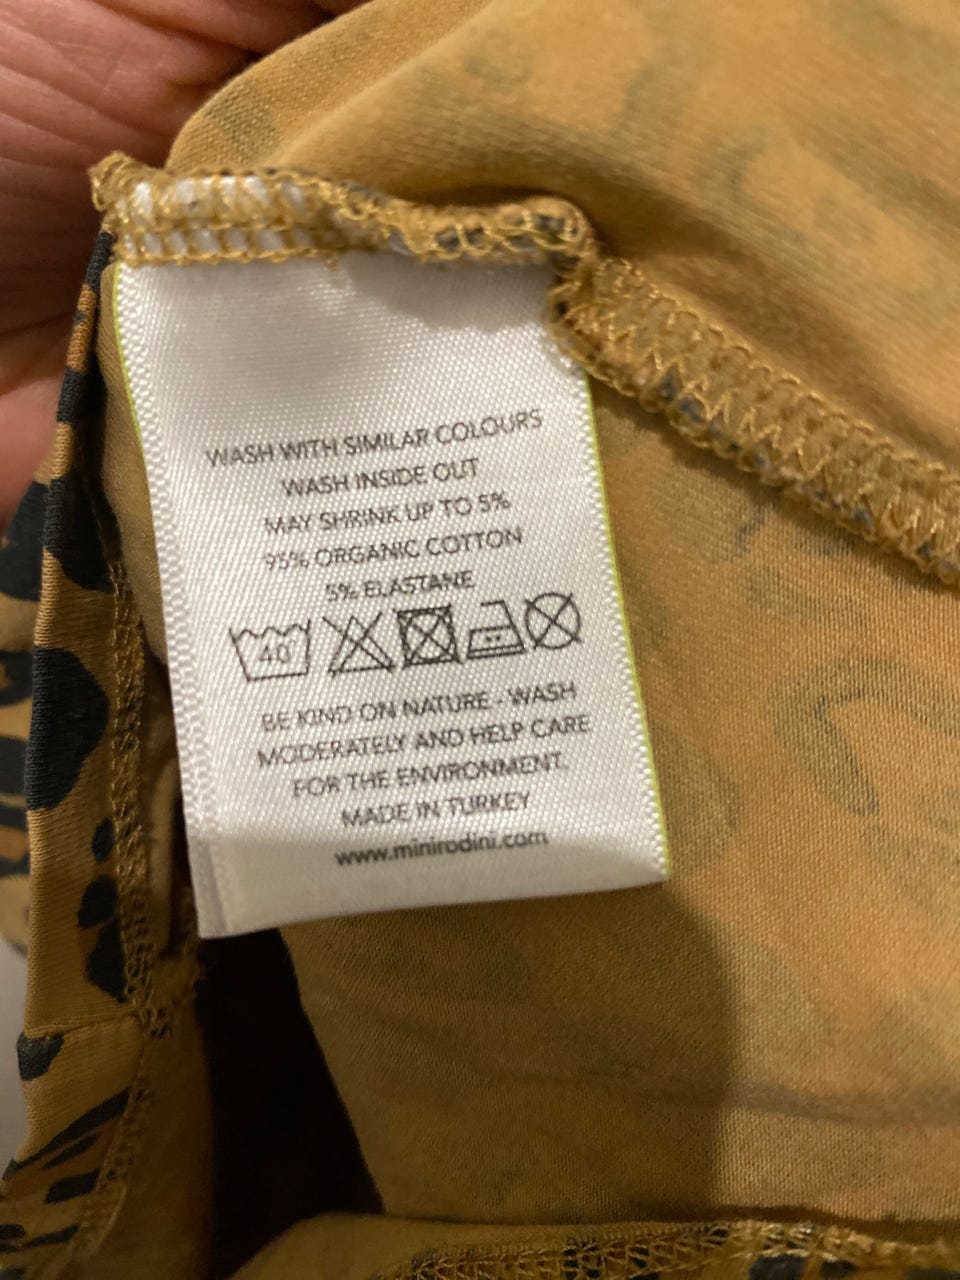 WASH WITH SIMILAR COLOURS
WASH INSIDE OUT
MAY SHRINK UP TO 5%
95% ORGANIC COTTON
5% ELASTANE
40
BE KIND ON NATURE - WASH
MODERATELY AND HELP CARE
FOR THE ENVIRONMENT.
MADE IN TURKEY
www.minirodini.com